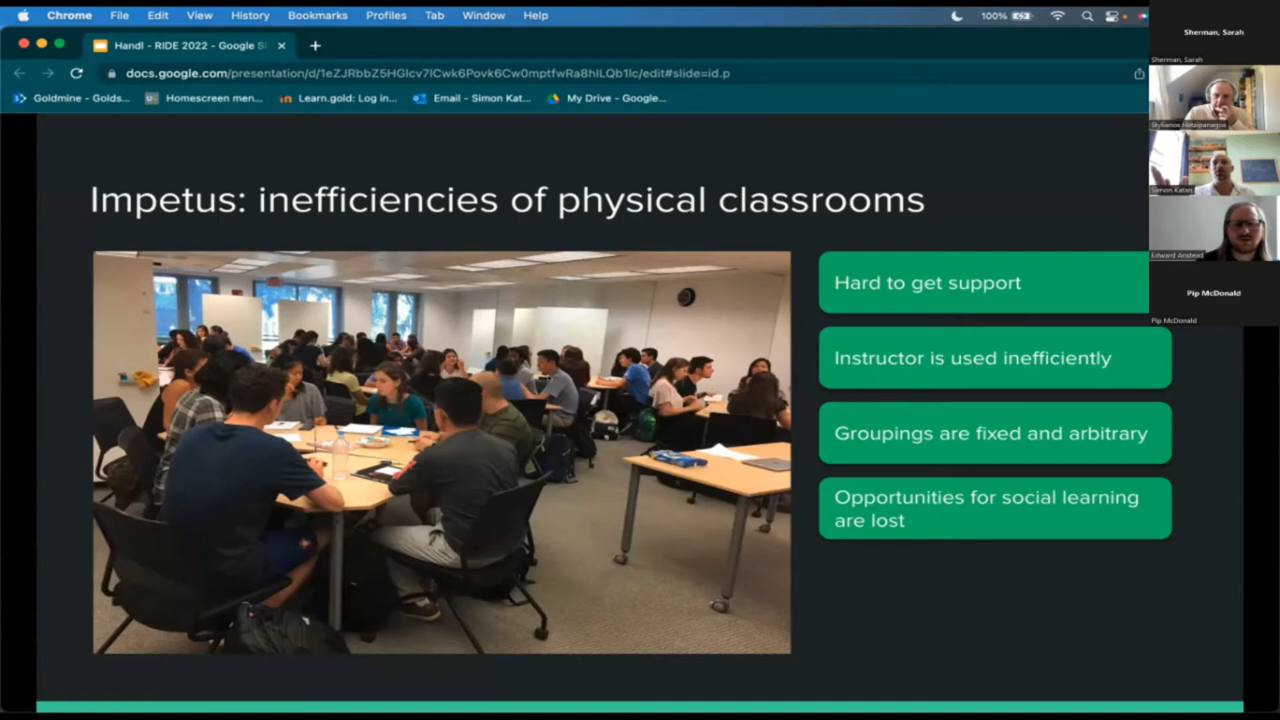 Chrome File Edit View History Bookmarks Profiles Tab Window Help 100%
Handl - RIDE 2022 - Google Sl
docs.google.com/presentation/d/1eZJRbbZ5HGlcv7lCwk6Povk6Cw0mptfwRa8hlLQb1lc/edit#slide=id.p
Goldmine - Golds... Homescreen men... Learn.gold: Log in... Email - Simon Kat... My Drive - Google...
Sherman, Sarah
Sherman, Sarah
Simon Katan
Edward Anstead
Pip McDonald
Pip McDonald
Impetus: inefficiencies of physical classrooms
Hard to get support
Instructor is used inefficiently
Groupings are fixed and arbitrary
Opportunities for social learning
are lost